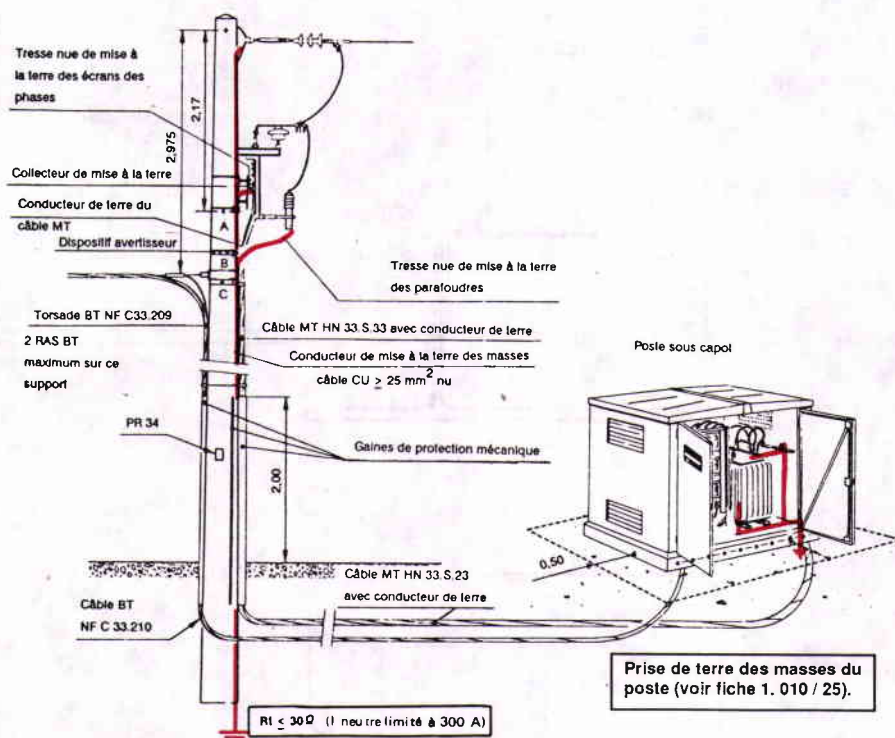 Tresse nue de mise à
la terre des écrans des
phases
2,17
2,975
Collecteur de mise à la terre
Conducteur de terre du
câble MT
Dispositif avertisseur
A
B
C
Tresse nue de mise à la terre
des parafoudres
Torsade BT NF C33.209
2 RAS BT
maximum sur ce
support
Câble MT HN 33.S.33 avec conducteur de terre
Conducteur de mise à la terre des masses
câble CU ≥ 25 mm² nu
Poste sous capot
PR 34
Gaines de protection mécanique
2,00
0,50
Câble MT HN 33.S.23
avec conducteur de terre
Câble BT
NF C 33.210
Prise de terre des masses du
poste (voir fiche 1. 010 / 25).
Rt ≤ 30 Ω (I neutre limité à 300 A)